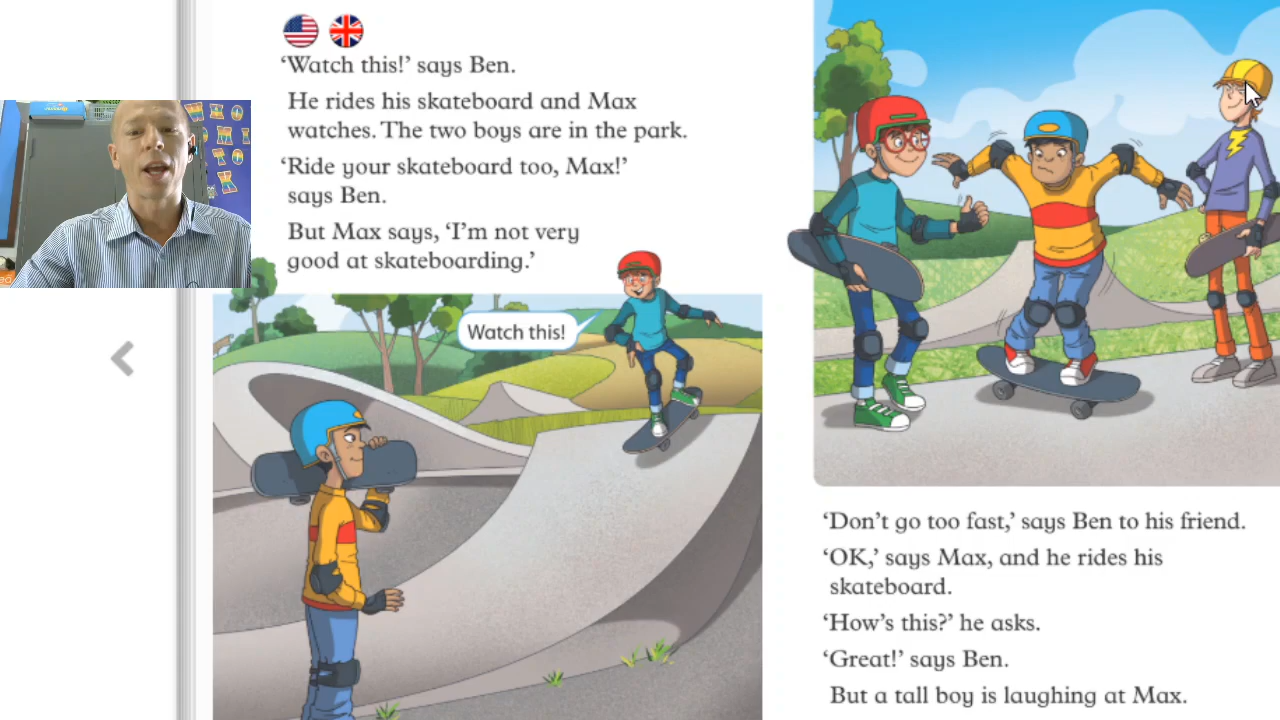 ‘Watch this!’ says Ben.
He rides his skateboard and Max
watches. The two boys are in the park.
‘Ride your skateboard too, Max!’
says Ben.
But Max says, ‘I’m not very
good at skateboarding.’
Watch this!
‘Don’t go too fast,’ says Ben to his friend.
‘OK,’ says Max, and he rides his
skateboard.
‘How’s this?’ he asks.
‘Great!’ says Ben.
But a tall boy is laughing at Max.